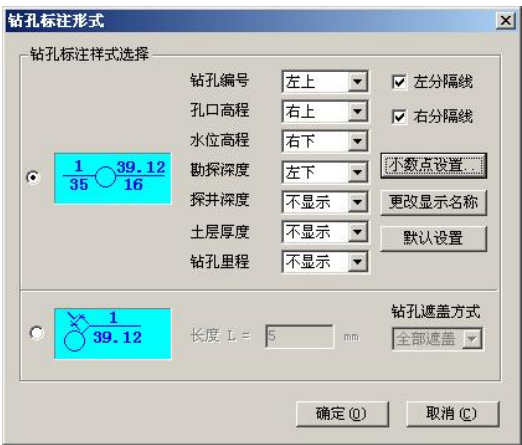 钻孔标注形式
钻孔标注样式选择
钻孔编号 左上 左分隔线
孔口高程 右上 右分隔线
水位高程 右下
1 39.12
35 16
勘探深度 左下 小数点设置..
探井深度 不显示 更改显示名称
土层厚度 不显示 默认设置
钻孔里程 不显示
钻孔遮盖方式
1
39.12
长度 L = 5 mm 全部遮盖
确定(O) 取消(C)